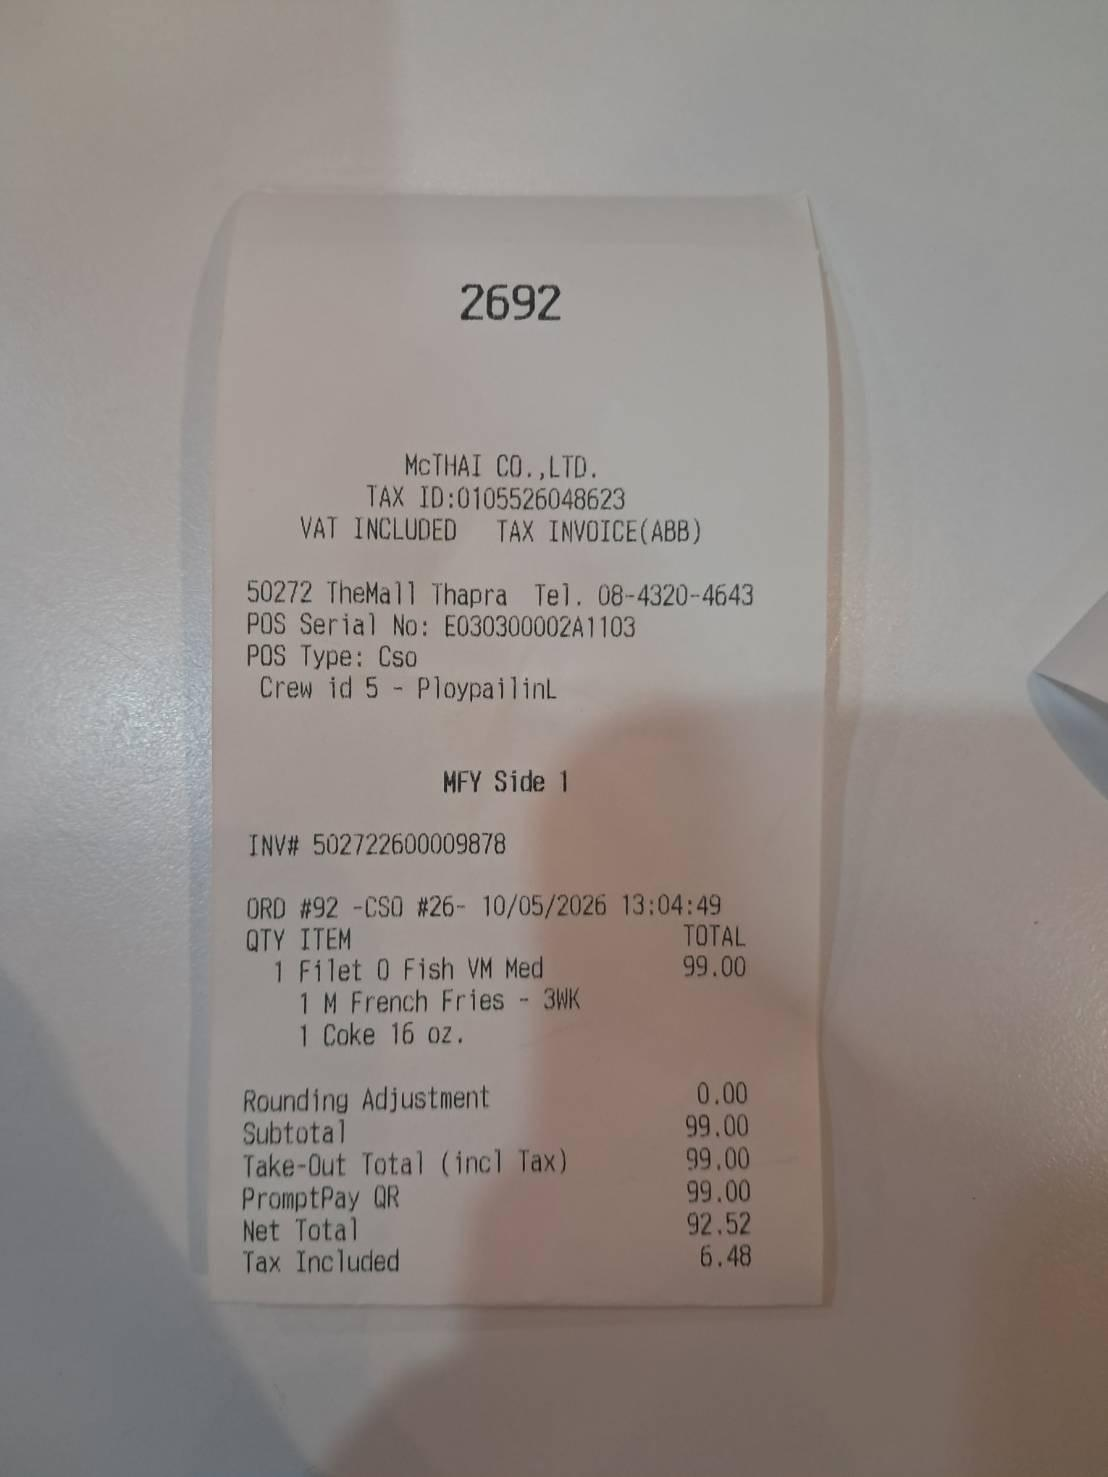 2692
McTHAI CO.,LTD.
TAX ID:0105526048623
VAT INCLUDED TAX INVOICE(ABB)
50272 TheMall Thapra Tel. 08-4320-4643
POS Serial No: E030300002A1103
POS Type: Cso
Crew id 5 - PloypailinL
MFY Side 1
INV# 502722600009878
ORD #92 -CSO #26- 10/05/2026 13:04:49
QTY ITEM TOTAL
1 Filet O Fish VM Med 99.00
1 M French Fries - 3WK
1 Coke 16 oz.
Rounding Adjustment 0.00
Subtotal 99.00
Take-Out Total (incl Tax) 99.00
PromptPay QR 99.00
Net Total 92.52
Tax Included 6.48